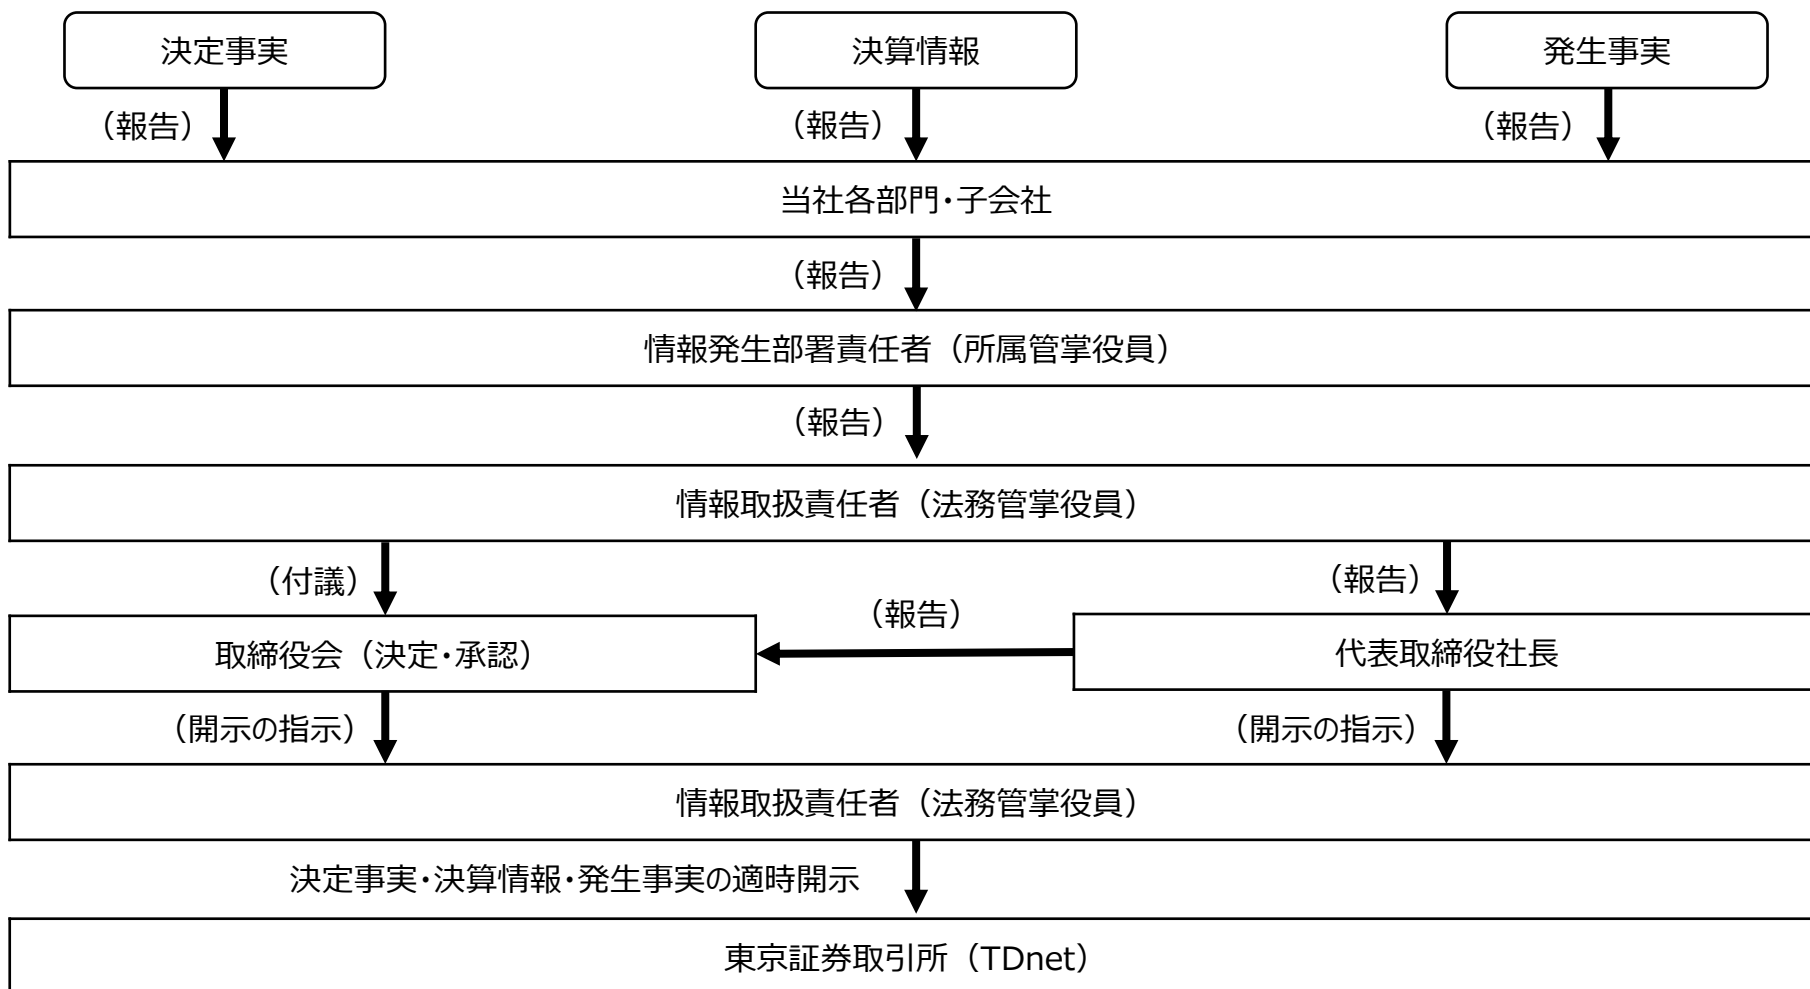 決定事実
決算情報
発生事実
（報告）
（報告）
（報告）
当社各部門・子会社
（報告）
情報発生部署責任者（所属管掌役員）
（報告）
情報取扱責任者（法務管掌役員）
（付議）
（報告）
（報告）
取締役会（決定・承認）
代表取締役社長
（開示の指示）
（開示の指示）
情報取扱責任者（法務管掌役員）
決定事実・決算情報・発生事実の適時開示
東京証券取引所（TDnet）